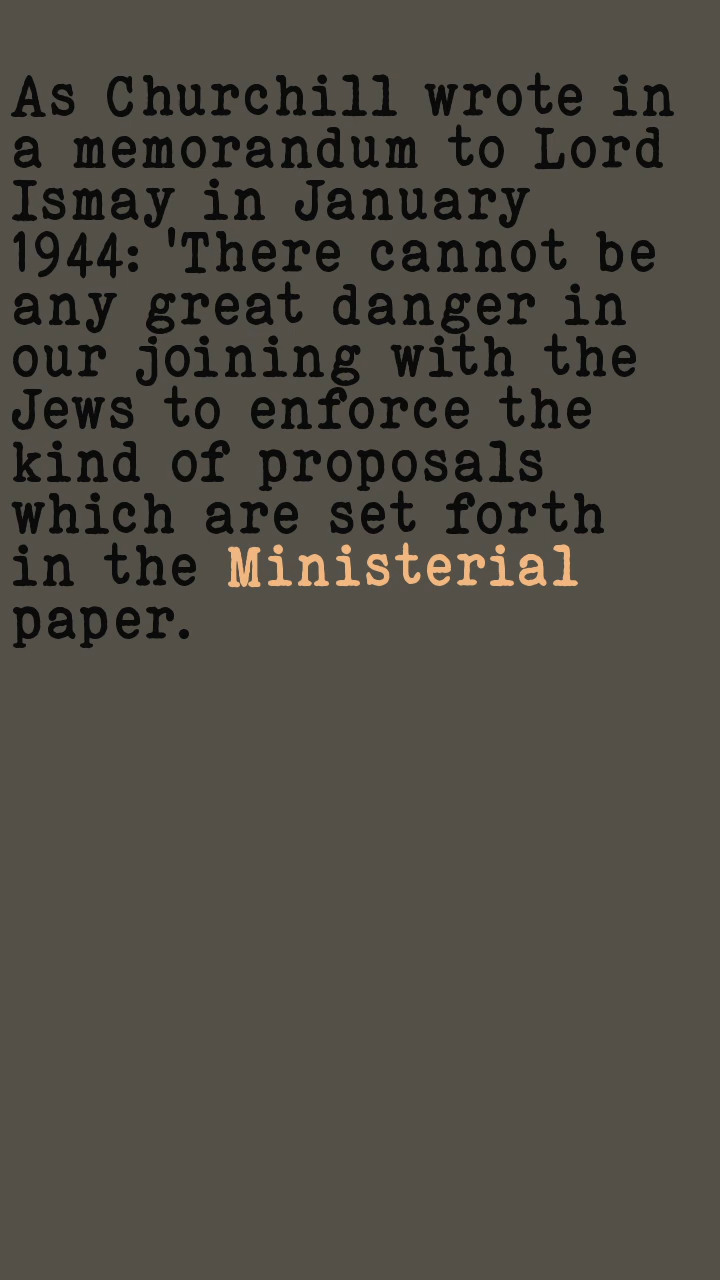 As Churchill wrote in
a memorandum to Lord
Ismay in January
1944: 'There cannot be
any great danger in
our joining with the
Jews to enforce the
kind of proposals
which are set forth
in the Ministerial
paper.